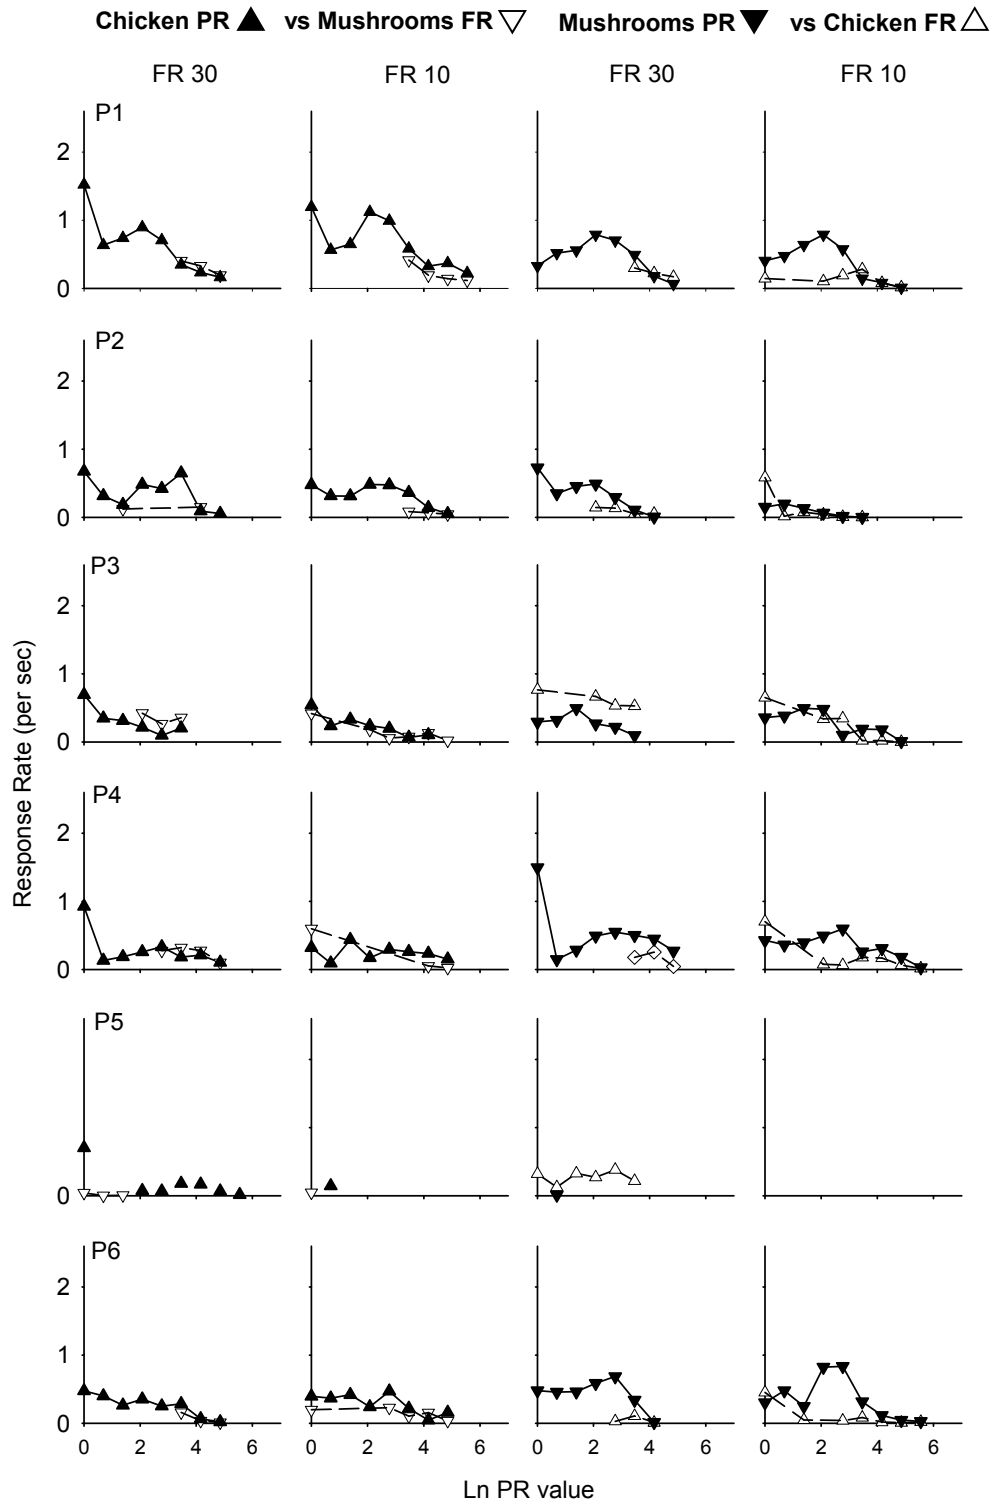 Chicken PR vs Mushrooms FR Mushrooms PR vs Chicken FR
FR 30 FR 10 FR 30 FR 10
P1
2
1
0
P2
2
1
0
P3
2
1
0
P4
2
1
0
P5
0
P6
2
1
0
0 2 4 6 0 2 4 6 0 2 4 6 0 2 4 6
Ln PR value
Response Rate (per sec)